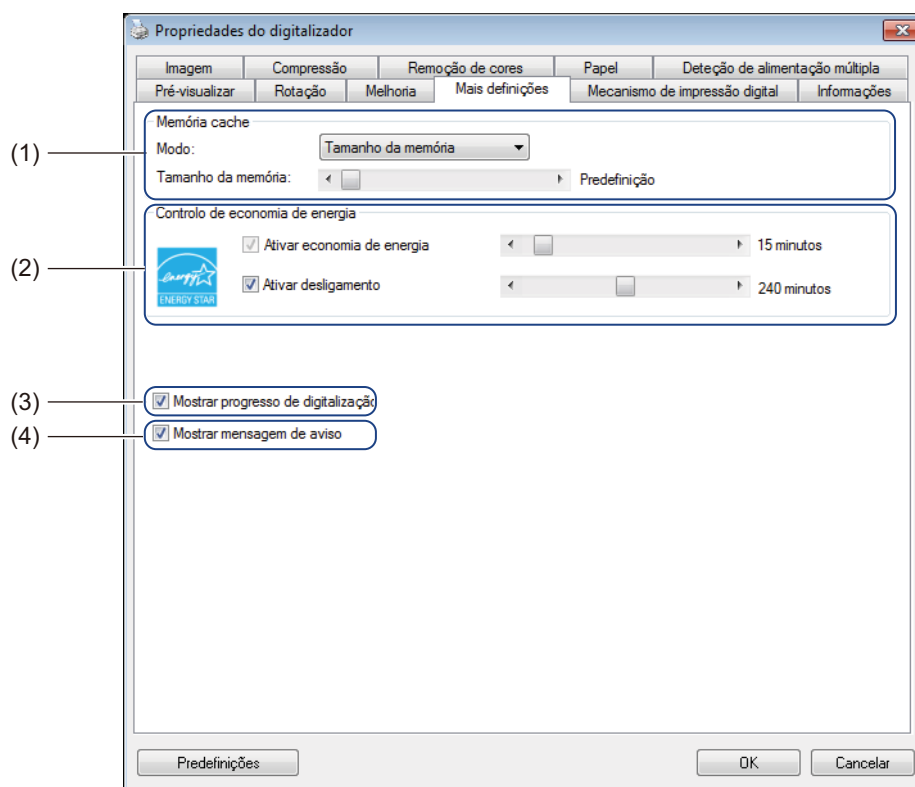 Propriedades do digitalizador
Imagem Compressão Remoção de cores Papel Deteção de alimentação múltipla
Pré-visualizar Rotação Melhoria Mais definições Mecanismo de impressão digital Informações
Memória cache
(1) Modo: Tamanho da memória
Tamanho da memória: Predefinição
Controlo de economia de energia
Ativar economia de energia 15 minutos
(2) energy
ENERGY STAR
Ativar desligamento 240 minutos
(3) Mostrar progresso de digitalização
(4) Mostrar mensagem de aviso
Predefinições OK Cancelar